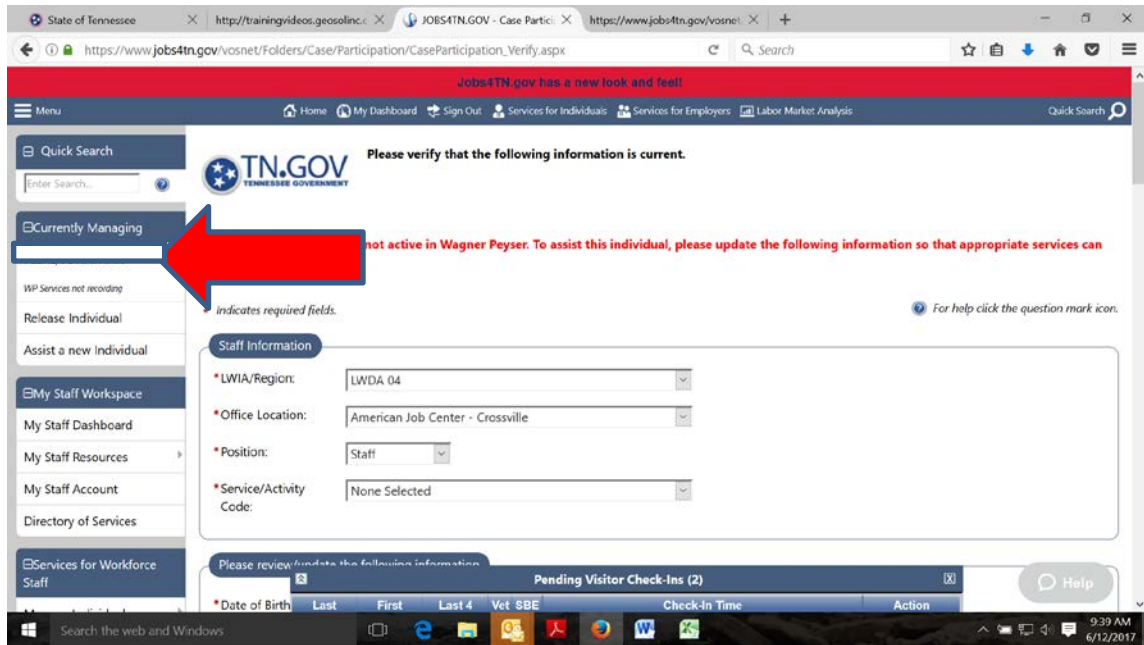 State of Tennessee
http://trainingvideos.geosolinc.c
JOBS4TN.GOV - Case Partici
https://www.jobs4tn.gov/vosnet
https://www.jobs4tn.gov/vosnet/Folders/Case/Participation/CaseParticipation_Verify.aspx
Search
Jobs4TN.gov has a new look and feel!
Menu Home My Dashboard Sign Out Services for Individuals Services for Employers Labor Market Analysis Quick Search
Quick Search
Enter Search...
TN.GOV
TENNESSEE GOVERNMENT
Please verify that the following information is current.
Currently Managing
not active in Wagner Peyser. To assist this individual, please update the following information so that appropriate services can
WP Services not recording
Release Individual
Assist a new Individual
* Indicates required fields.
For help click the question mark icon.
Staff Information
*LWIA/Region: LWDA 04
*Office Location: American Job Center - Crossville
*Position: Staff
*Service/Activity Code: None Selected
My Staff Workspace
My Staff Dashboard
My Staff Resources
My Staff Account
Directory of Services
Services for Workforce Staff
Please review/update the following information
*Date of Birth
Pending Visitor Check-Ins (2)
Last First Last 4 Vet SBE Check-In Time Action
Help
Search the web and Windows
9:39 AM
6/12/2017